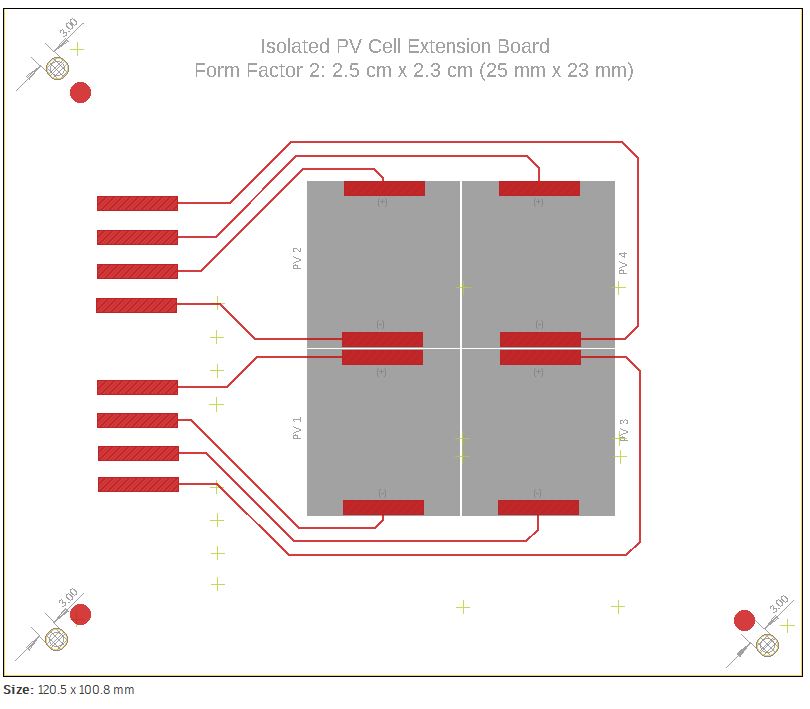 3.00
Isolated PV Cell Extension Board
Form Factor 2: 2.5 cm x 2.3 cm (25 mm x 23 mm)
(+)
(+)
PV 2
PV 4
(-)
(-)
(+)
(+)
PV 1
PV 3
(-)
(-)
3.00
3.00
Size: 120.5 x 100.8 mm